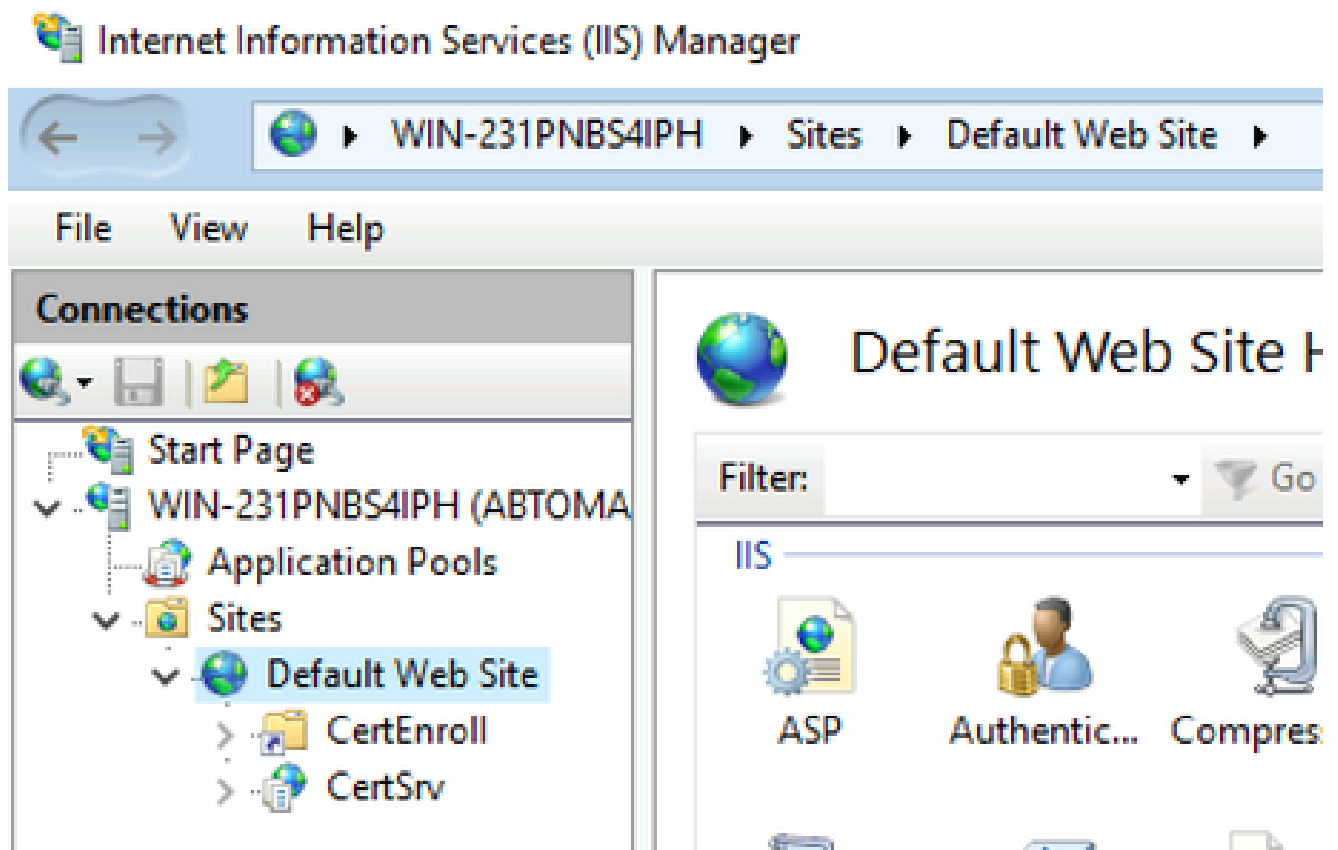 Internet Information Services (IIS) Manager
WIN-231PNBS4IPH Sites Default Web Site
File View Help
Connections
Start Page
WIN-231PNBS4IPH (ABTOMA
Application Pools
Sites
Default Web Site
CertEnroll
CertSrv
Default Web Site H
Filter: Go
IIS
ASP Authentic... Compres